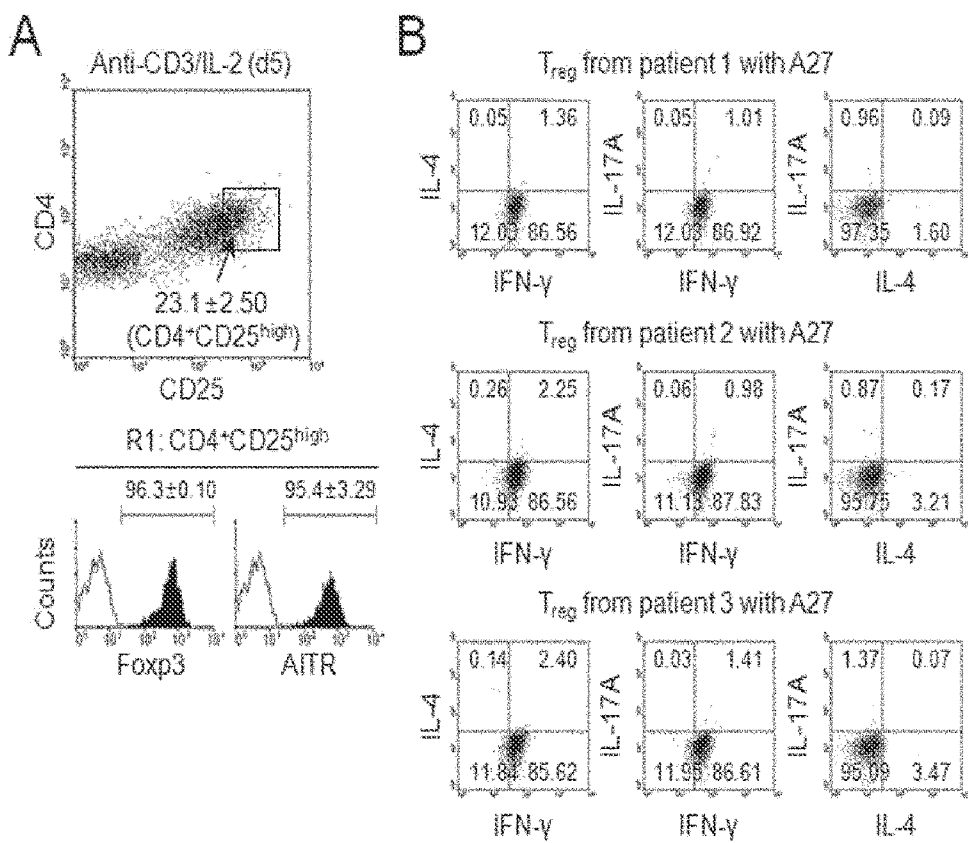 A
Anti-CD3/IL-2 (d5)
CD4
23.1±2.50
(CD4+CD25high)
CD25
R1: CD4+CD25high
96.3±0.10
95.4±3.29
Counts
Foxp3
AITR
B
Treg from patient 1 with A27
IL-4
0.05 1.36
12.03 86.56
IFN-γ
IL-17A
0.05 1.01
12.03 86.92
IFN-γ
IL-17A
0.96 0.09
97.35 1.60
IL-4
Treg from patient 2 with A27
IL-4
0.26 2.25
10.93 86.56
IFN-γ
IL-17A
0.06 0.98
11.13 87.83
IFN-γ
IL-17A
0.87 0.17
95.75 3.21
IL-4
Treg from patient 3 with A27
IL-4
0.14 2.40
11.84 85.62
IFN-γ
IL-17A
0.03 1.41
11.95 86.61
IFN-γ
IL-17A
1.37 0.07
95.09 3.47
IL-4